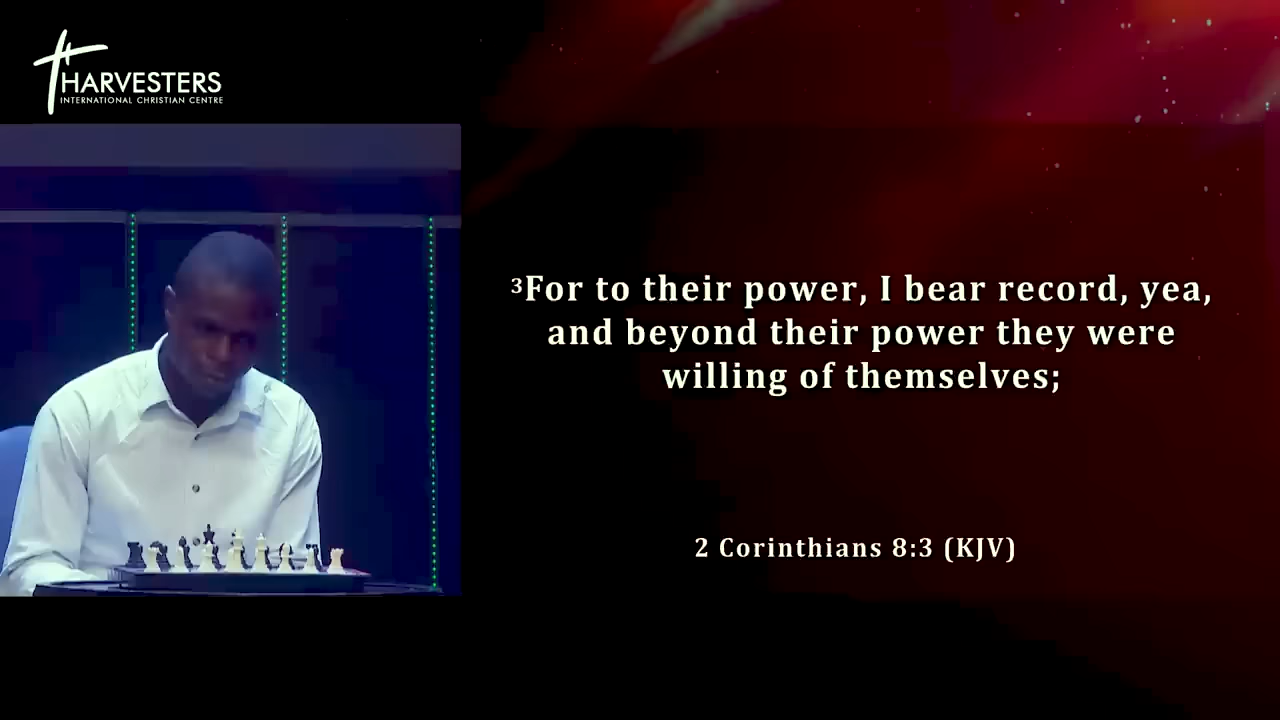 HARVESTERS
INTERNATIONAL CHRISTIAN CENTRE
³For to their power, I bear record, yea,
and beyond their power they were
willing of themselves;
2 Corinthians 8:3 (KJV)